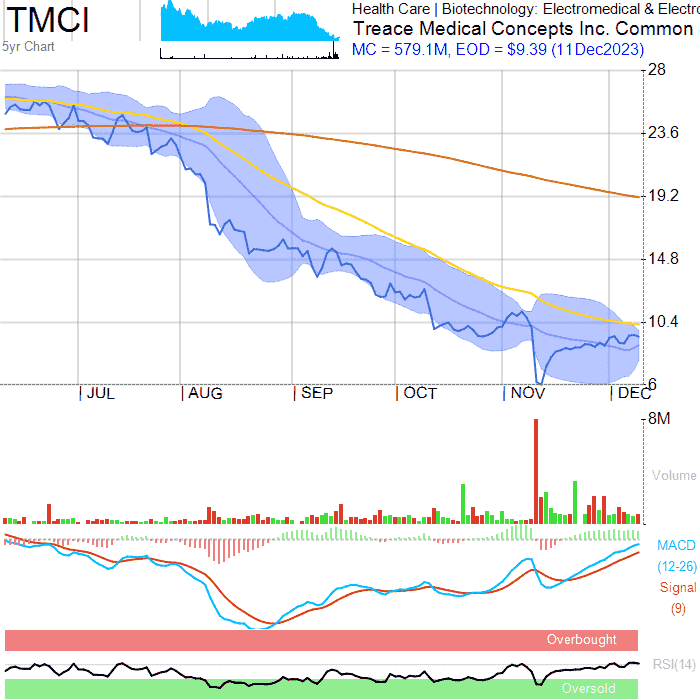 TMCI
5yr Chart
Health Care | Biotechnology: Electromedical & Electro
Treace Medical Concepts Inc. Common
MC = 579.1M, EOD = $9.39 (11Dec2023)
28
23.6
19.2
14.8
10.4
6
JUL AUG SEP OCT NOV DEC
8M
Volume
MACD
(12-26)
Signal
(9)
Overbought
RSI(14)
Oversold